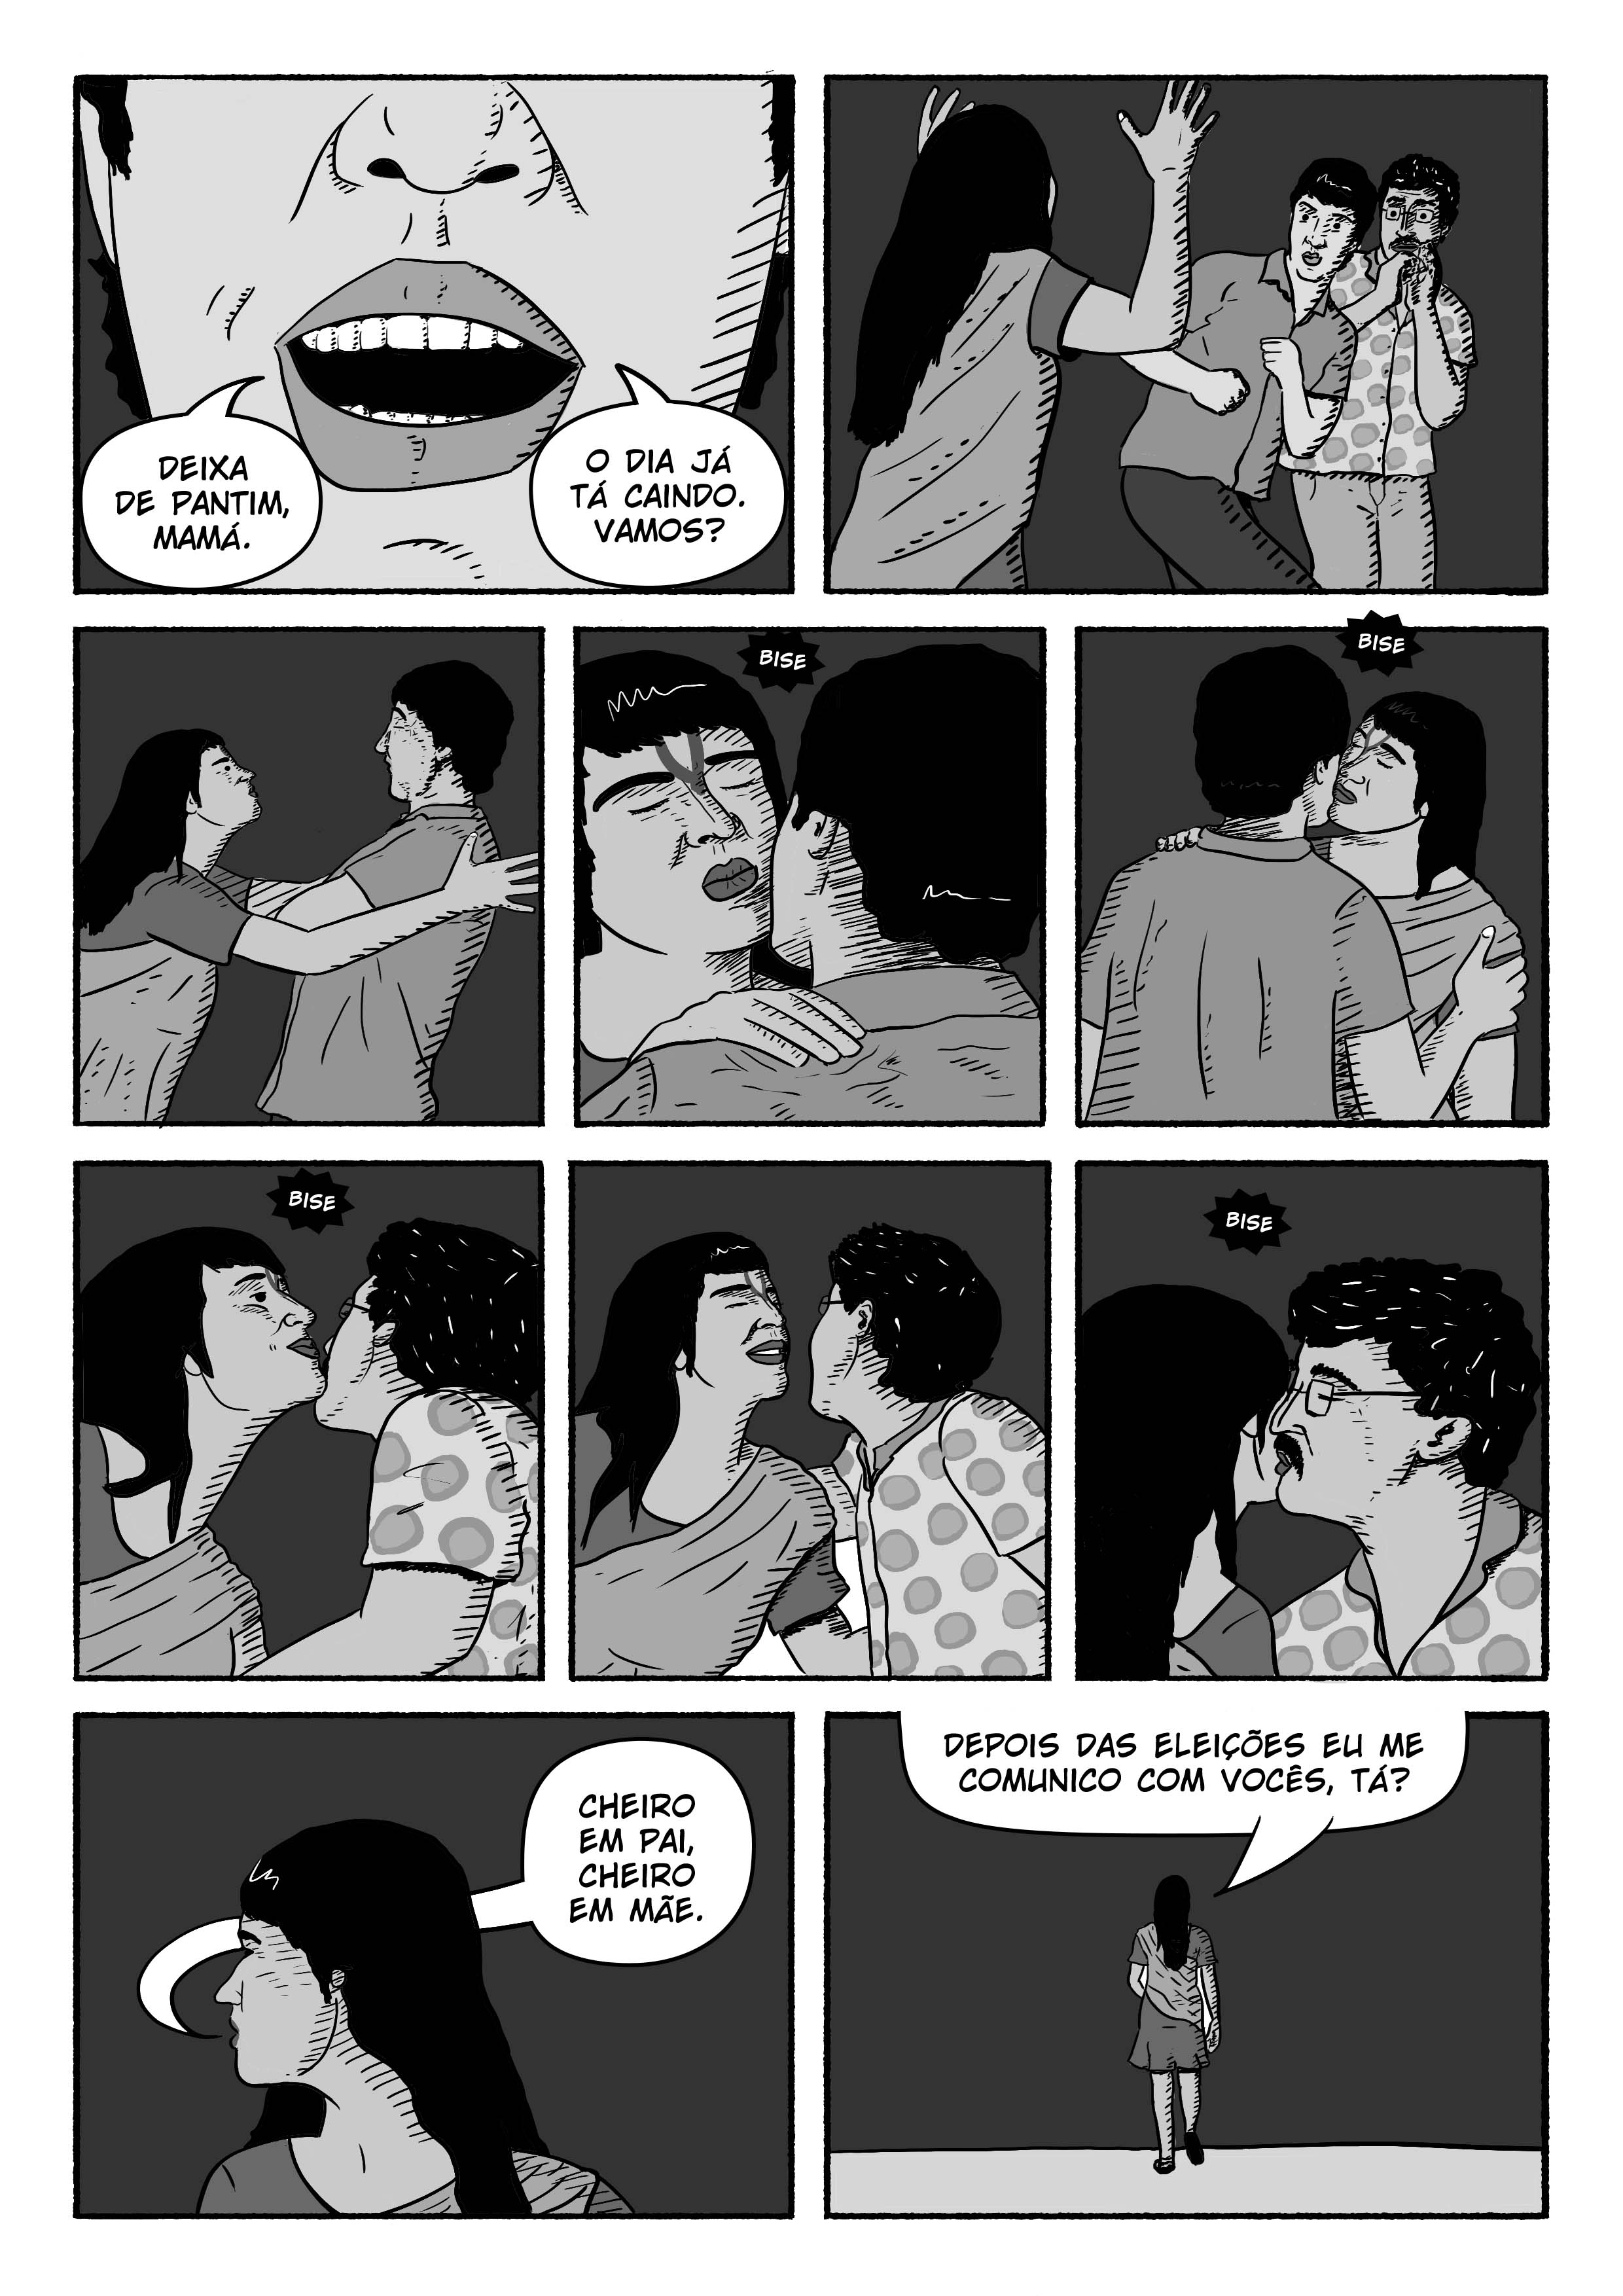 DEIXA
DE PANTIM,
MAMÁ.
O DIA JÁ
TÁ CAINDO.
VAMOS?
BISE
BISE
BISE
BISE
CHEIRO
EM PAI,
CHEIRO
EM MÃE.
DEPOIS DAS ELEIÇÕES EU ME
COMUNICO COM VOCÊS, TÁ?